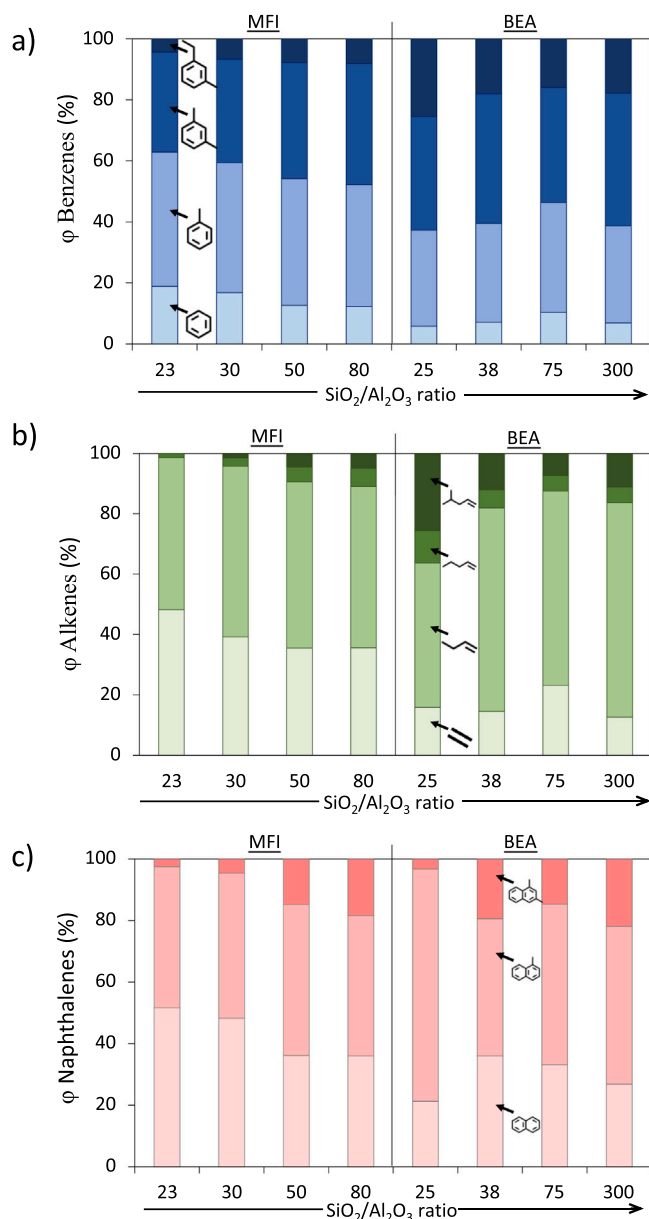 a)
MFI BEA
φ Benzenes (%)
100
80
60
40
20
0
23 30 50 80 25 38 75 300
SiO₂/Al₂O₃ ratio
b)
MFI BEA
φ Alkenes (%)
100
80
60
40
20
0
23 30 50 80 25 38 75 300
SiO₂/Al₂O₃ ratio
c)
MFI BEA
φ Naphthalenes (%)
100
80
60
40
20
0
23 30 50 80 25 38 75 300
SiO₂/Al₂O₃ ratio